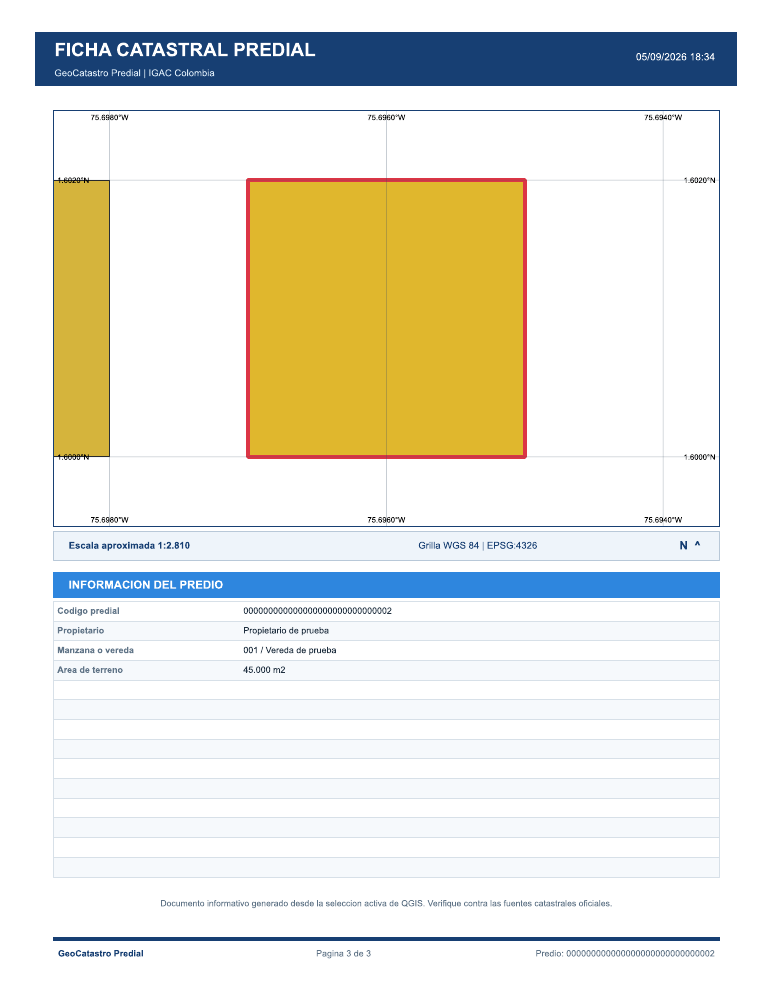 FICHA CATASTRAL PREDIAL
GeoCatastro Predial | IGAC Colombia
05/09/2026 18:34
75.6980°W 75.6960°W 75.6940°W
1.6020°N 1.6020°N
1.6000°N 1.6000°N
75.6980°W 75.6960°W 75.6940°W
Escala aproximada 1:2.810 Grilla WGS 84 | EPSG:4326 N ^
INFORMACION DEL PREDIO
Codigo predial 000000000000000000000000000002
Propietario Propietario de prueba
Manzana o vereda 001 / Vereda de prueba
Area de terreno 45.000 m2
Documento informativo generado desde la seleccion activa de QGIS. Verifique contra las fuentes catastrales oficiales.
GeoCatastro Predial Pagina 3 de 3 Predio: 000000000000000000000000000002